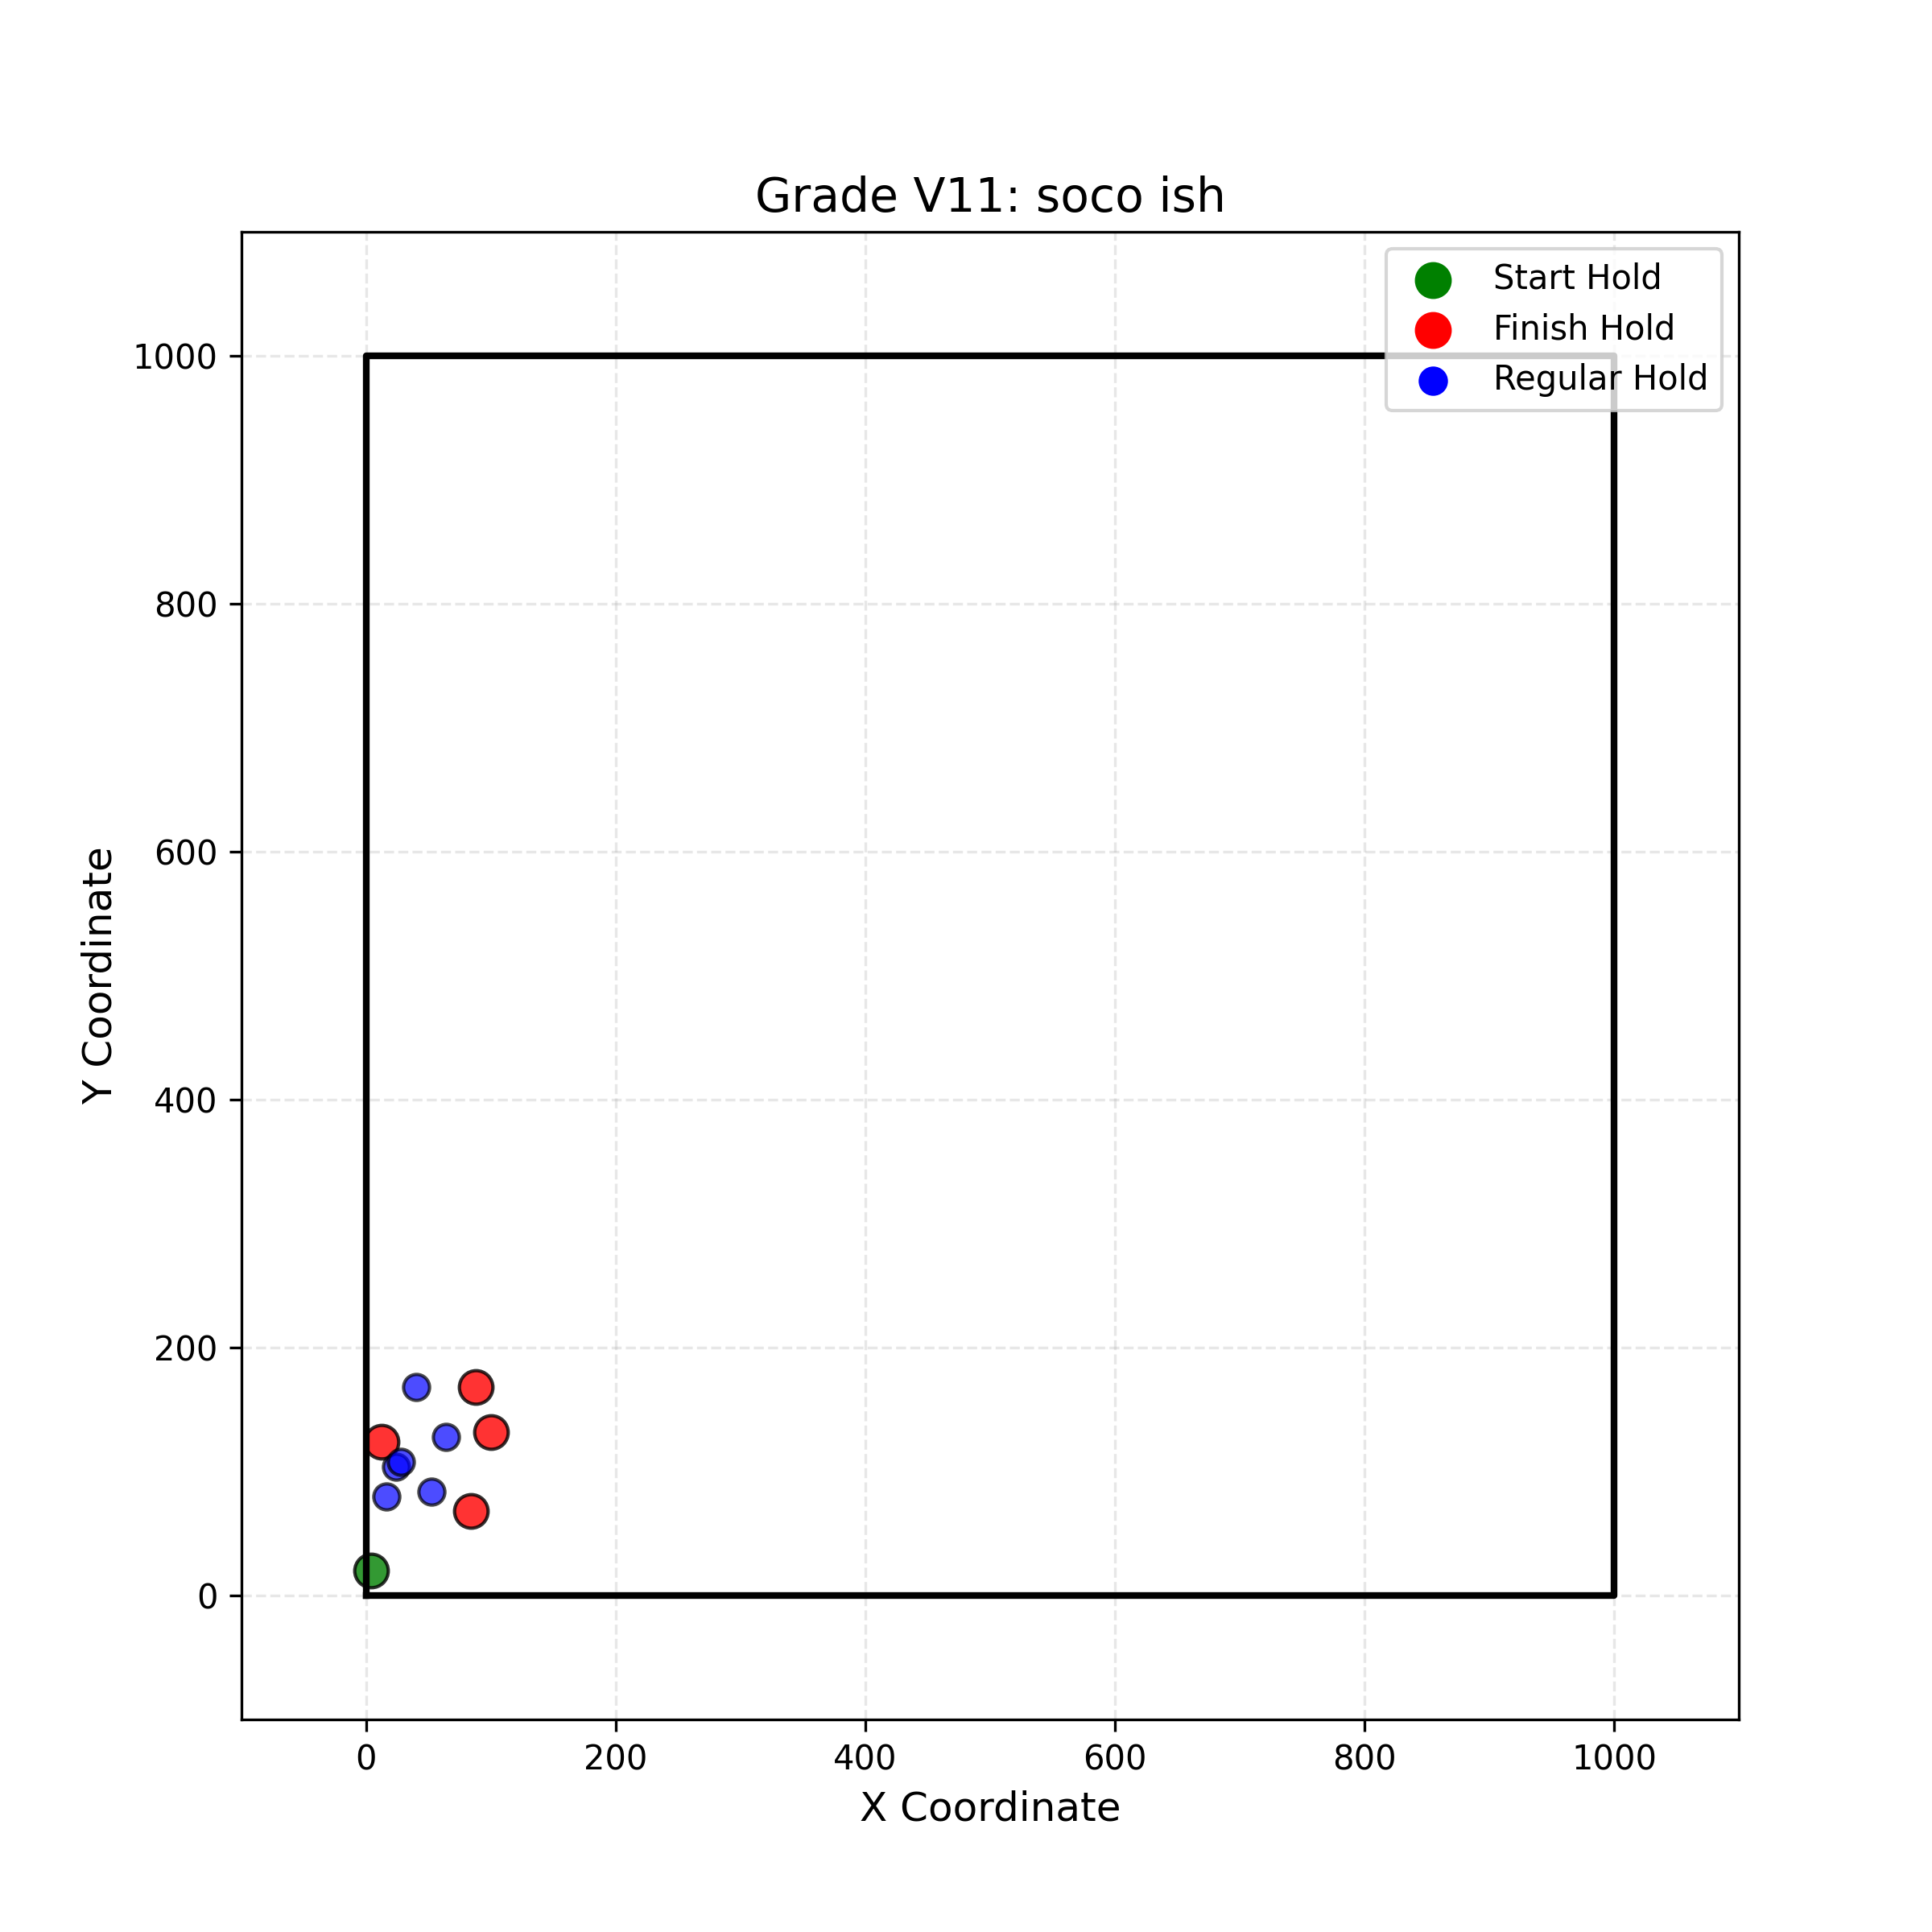 Grade V11: soco ish
Start Hold
Finish Hold
Regular Hold
1000
800
600
400
200
0
Y Coordinate
0 200 400 600 800 1000
X Coordinate